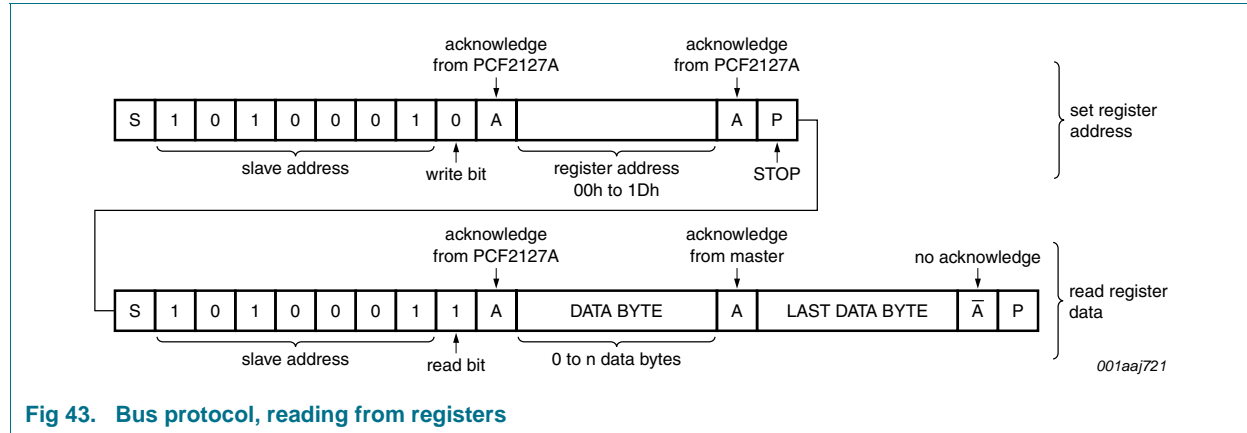 acknowledge
from PCF2127A
acknowledge
from PCF2127A
S 1 0 1 0 0 0 1 0 A A P
set register
address
slave address
write bit
register address
00h to 1Dh
STOP
acknowledge
from PCF2127A
acknowledge
from master
no acknowledge
S 1 0 1 0 0 0 1 1 A DATA BYTE A LAST DATA BYTE A̅ P
read register
data
slave address
read bit
0 to n data bytes
001aaj721
Fig 43. Bus protocol, reading from registers